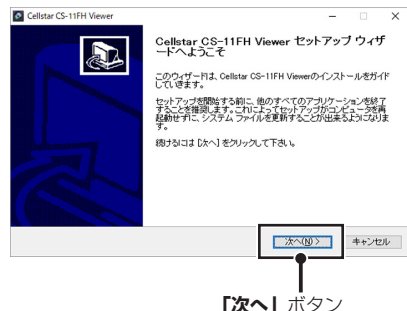 Cellstar CS-11FH Viewer
Cellstar CS-11FH Viewer セットアップ ウィザ
ードへようこそ
このウィザードは、Cellstar CS-11FH Viewerのインストールをガイド
していきます。
セットアップを開始する前に、他のすべてのアプリケーションを終了
することを推奨します。これによってセットアップがコンピュータを再
起動せずに、システム ファイルを更新することが出来るようになりま
す。
続けるには [次へ] をクリックして下さい。
次へ(N) >
キャンセル
「次へ」ボタン